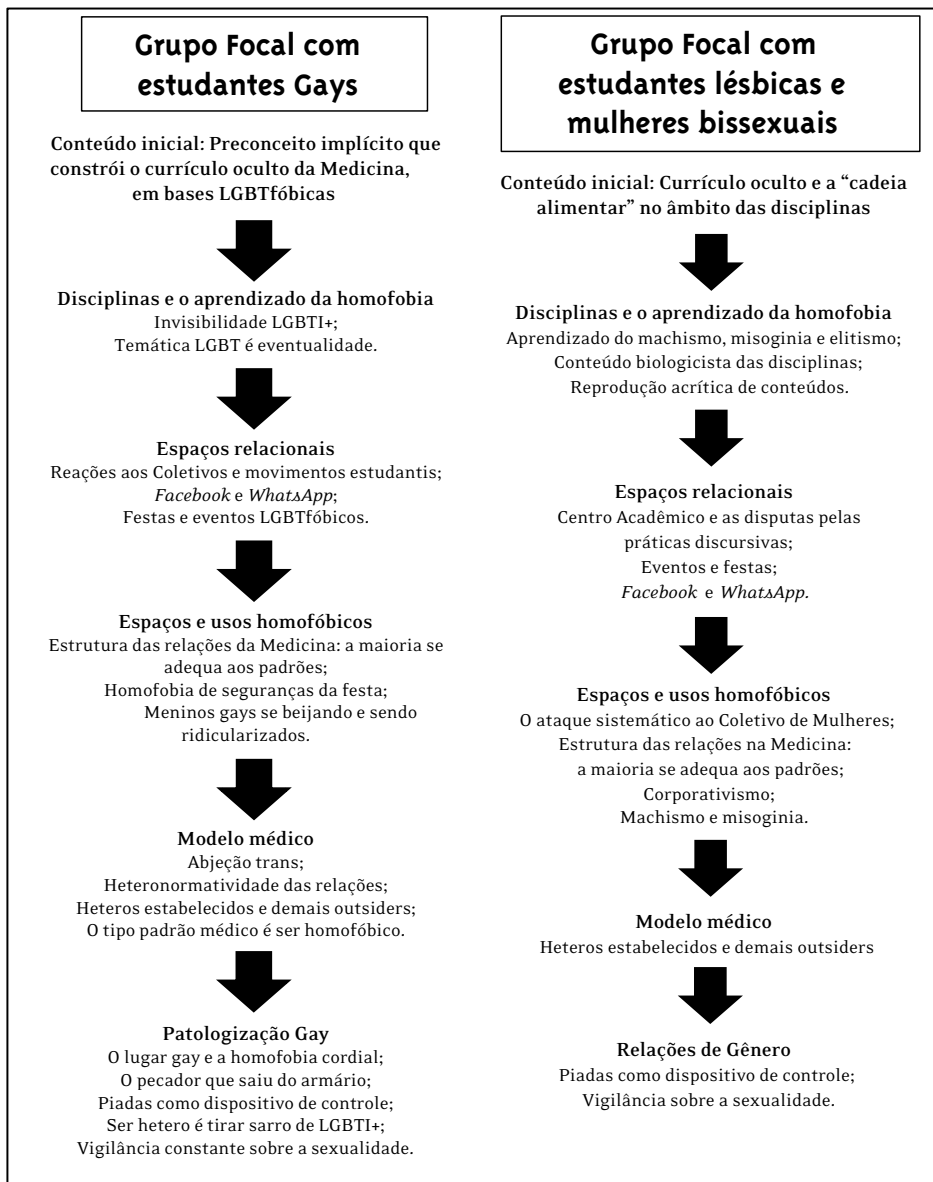 Grupo Focal com
estudantes Gays
Conteúdo inicial: Preconceito implícito que
constrói o currículo oculto da Medicina,
em bases LGBTfóbicas
Disciplinas e o aprendizado da homofobia
Invisibilidade LGBTI+;
Temática LGBT é eventualidade.
Espaços relacionais
Reações aos Coletivos e movimentos estudantis;
Facebook e WhatsApp;
Festas e eventos LGBTfóbicos.
Espaços e usos homofóbicos
Estrutura das relações da Medicina: a maioria se
adequa aos padrões;
Homofobia de seguranças da festa;
Meninos gays se beijando e sendo
ridicularizados.
Modelo médico
Abjeção trans;
Heteronormatividade das relações;
Heteros estabelecidos e demais outsiders;
O tipo padrão médico é ser homofóbico.
Patologização Gay
O lugar gay e a homofobia cordial;
O pecador que saiu do armário;
Piadas como dispositivo de controle;
Ser hetero é tirar sarro de LGBTI+;
Vigilância constante sobre a sexualidade.
Grupo Focal com
estudantes lésbicas e
mulheres bissexuais
Conteúdo inicial: Currículo oculto e a “cadeia
alimentar” no âmbito das disciplinas
Disciplinas e o aprendizado da homofobia
Aprendizado do machismo, misoginia e elitismo;
Conteúdo biologicista das disciplinas;
Reprodução acrítica de conteúdos.
Espaços relacionais
Centro Acadêmico e as disputas pelas
práticas discursivas;
Eventos e festas;
Facebook e WhatsApp.
Espaços e usos homofóbicos
O ataque sistemático ao Coletivo de Mulheres;
Estrutura das relações na Medicina:
a maioria se adequa aos padrões;
Corporativismo;
Machismo e misoginia.
Modelo médico
Heteros estabelecidos e demais outsiders
Relações de Gênero
Piadas como dispositivo de controle;
Vigilância sobre a sexualidade.